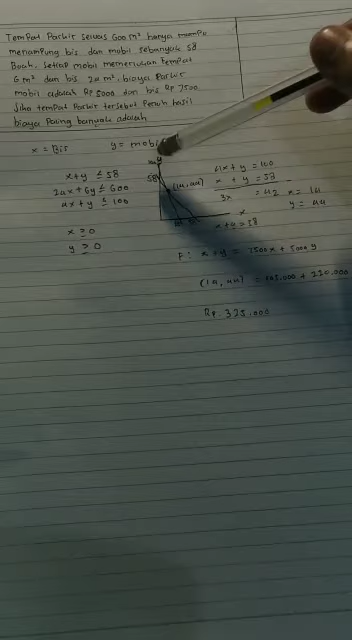 Tempat Parkir seluas 600 m² hanya mampu
menampung bis dan mobil sebanyak 58
Buah. Setiap mobil memerlukan tempat
6 m² dan bis 24 m². biaya Parkir
mobil adalah Rp 5000 dan bis Rp 7500
Jika tempat Parkir tersebut Penuh hasil
biaya Paling banyak adalah
x = Bis y = mobil
x+y ≤ 58
24x+6y ≤ 600
4x+y ≤ 100
x ≥ 0
y ≥ 0
y
58
(14,44)
x
x+y = 58
4x+y = 100
x + y = 58
3x = 42 x = 14
y = 44
P : x + y = 7500x + 5000y
(14, 44) = 105.000 + 220.000
Rp. 325.000